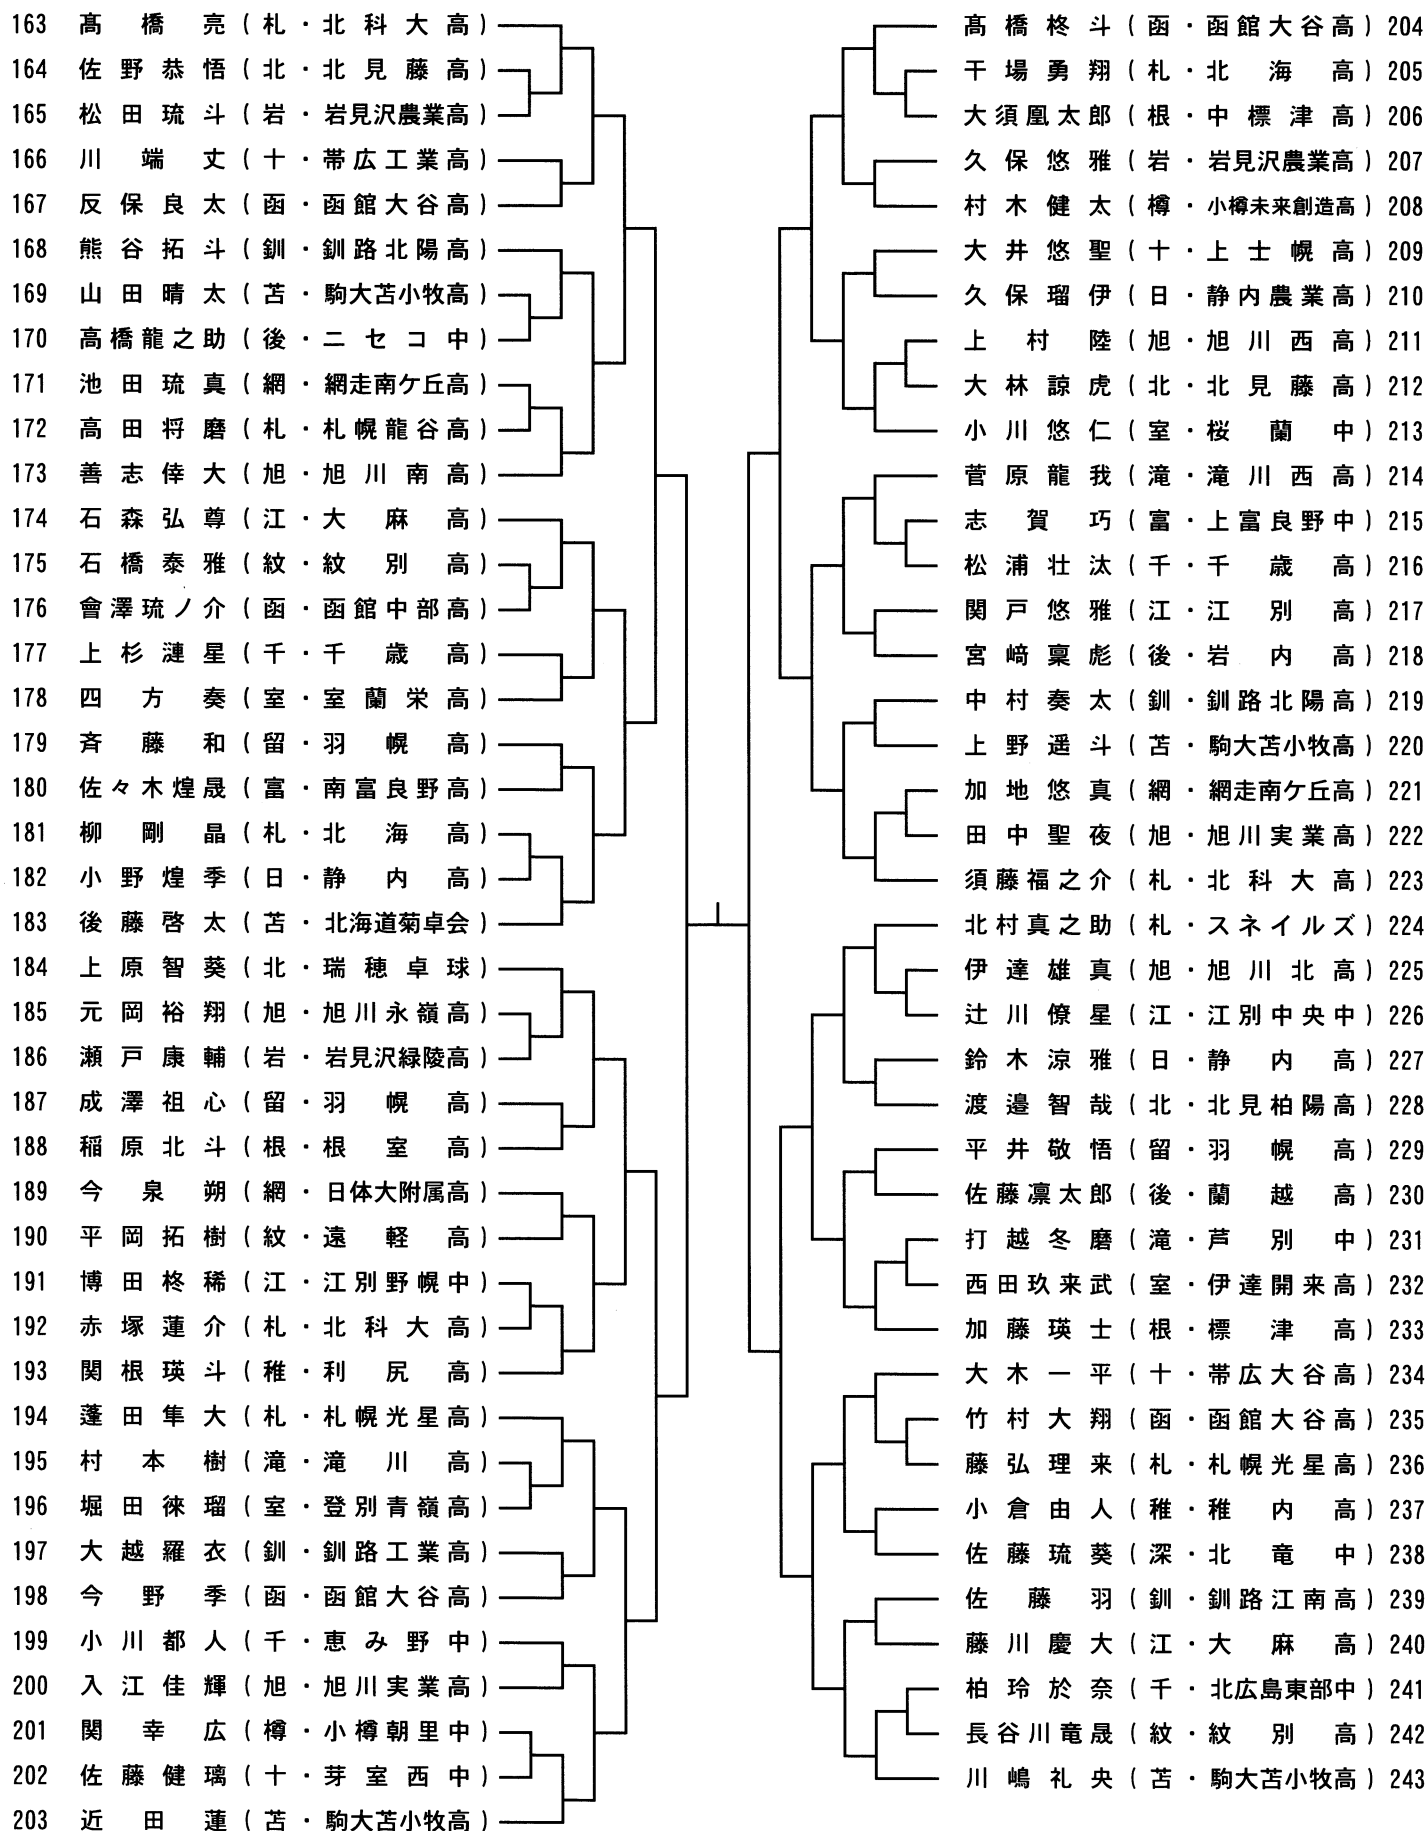 163 髙橋亮(札・北科大高)
164 佐野恭悟(北・北見藤高)
165 松田琉斗(岩・岩見沢農業高)
166 川端丈(十・帯広工業高)
167 反保良太(函・函館大谷高)
168 熊谷拓斗(釧・釧路北陽高)
169 山田晴太(苫・駒大苫小牧高)
170 高橋龍之助(後・ニセコ中)
171 池田琉真(網・網走南ケ丘高)
172 高田将磨(札・札幌龍谷高)
173 善志倖大(旭・旭川南高)
174 石森弘尊(江・大麻高)
175 石橋泰雅(紋・紋別高)
176 會澤琉ノ介(函・函館中部高)
177 上杉漣星(千・千歳高)
178 四方奏(室・室蘭栄高)
179 斉藤和(留・羽幌高)
180 佐々木煌晟(富・南富良野高)
181 柳剛晶(札・北海高)
182 小野煌季(日・静内高)
183 後藤啓太(苫・北海道菊卓会)
184 上原智葵(北・瑞穂卓球)
185 元岡裕翔(旭・旭川永嶺高)
186 瀬戸康輔(岩・岩見沢緑陵高)
187 成澤祖心(留・羽幌高)
188 稲原北斗(根・根室高)
189 今泉朔(網・日体大附属高)
190 平岡拓樹(紋・遠軽高)
191 博田柊稀(江・江別野幌中)
192 赤塚蓮介(札・北科大高)
193 関根瑛斗(稚・利尻高)
194 蓬田隼大(札・札幌光星高)
195 村本樹(滝・滝川高)
196 堀田徠瑠(室・登別青嶺高)
197 大越羅衣(釧・釧路工業高)
198 今野季(函・函館大谷高)
199 小川都人(千・恵み野中)
200 入江佳輝(旭・旭川実業高)
201 関幸広(樽・小樽朝里中)
202 佐藤健璃(十・芽室西中)
203 近田蓮(苫・駒大苫小牧高)
髙橋柊斗(函・函館大谷高) 204
干場勇翔(札・北海高) 205
大須凰太郎(根・中標津高) 206
久保悠雅(岩・岩見沢農業高) 207
村木健太(樽・小樽未来創造高) 208
大井悠聖(十・上士幌高) 209
久保瑠伊(日・静内農業高) 210
上村陸(旭・旭川西高) 211
大林諒虎(北・北見藤高) 212
小川悠仁(室・桜蘭中) 213
菅原龍我(滝・滝川西高) 214
志賀巧(富・上富良野中) 215
松浦壮汰(千・千歳高) 216
関戸悠雅(江・江別高) 217
宮﨑稟彪(後・岩内高) 218
中村奏太(釧・釧路北陽高) 219
上野遥斗(苫・駒大苫小牧高) 220
加地悠真(網・網走南ケ丘高) 221
田中聖夜(旭・旭川実業高) 222
須藤福之介(札・北科大高) 223
北村真之助(札・スネイルズ) 224
伊達雄真(旭・旭川北高) 225
辻川僚星(江・江別中央中) 226
鈴木涼雅(日・静内高) 227
渡邉智哉(北・北見柏陽高) 228
平井敬悟(留・羽幌高) 229
佐藤凛太郎(後・蘭越高) 230
打越冬磨(滝・芦別中) 231
西田玖来武(室・伊達開来高) 232
加藤瑛士(根・標津高) 233
大木一平(十・帯広大谷高) 234
竹村大翔(函・函館大谷高) 235
藤弘理来(札・札幌光星高) 236
小倉由人(稚・稚内高) 237
佐藤琉葵(深・北竜中) 238
佐藤羽(釧・釧路江南高) 239
藤川慶大(江・大麻高) 240
柏玲於奈(千・北広島東部中) 241
長谷川竜晟(紋・紋別高) 242
川嶋礼央(苫・駒大苫小牧高) 243